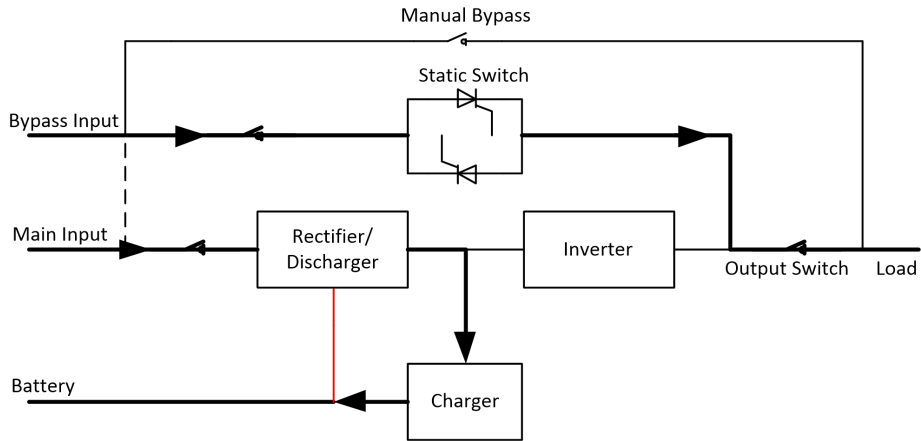 Manual Bypass
Static Switch
Bypass Input
Main Input
Rectifier/
Discharger
Inverter
Output Switch
Load
Battery
Charger